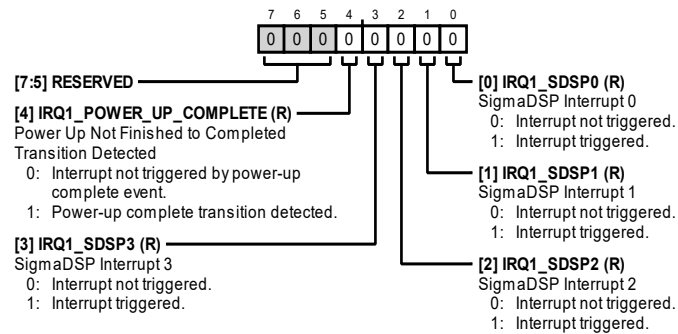 7 6 5 4 3 2 1 0
0 0 0 0 0 0 0 0
[7:5] RESERVED
[4] IRQ1_POWER_UP_COMPLETE (R)
Power Up Not Finished to Completed
Transition Detected
0: Interrupt not triggered by power-up
complete event.
1: Power-up complete transition detected.
[3] IRQ1_SDSP3 (R)
SigmaDSP Interrupt 3
0: Interrupt not triggered.
1: Interrupt triggered.
[0] IRQ1_SDSP0 (R)
SigmaDSP Interrupt 0
0: Interrupt not triggered.
1: Interrupt triggered.
[1] IRQ1_SDSP1 (R)
SigmaDSP Interrupt 1
0: Interrupt not triggered.
1: Interrupt triggered.
[2] IRQ1_SDSP2 (R)
SigmaDSP Interrupt 2
0: Interrupt not triggered.
1: Interrupt triggered.